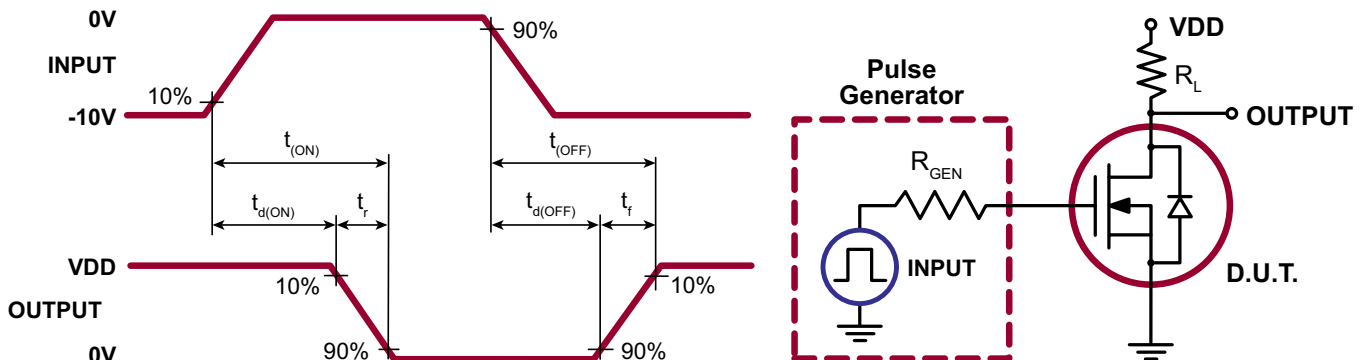 0V
INPUT
-10V
10%
90%
t(ON)
t(OFF)
td(ON)
tr
td(OFF)
tf
VDD
OUTPUT
0V
10%
90%
90%
10%
Pulse
Generator
RGEN
INPUT
VDD
RL
OUTPUT
D.U.T.